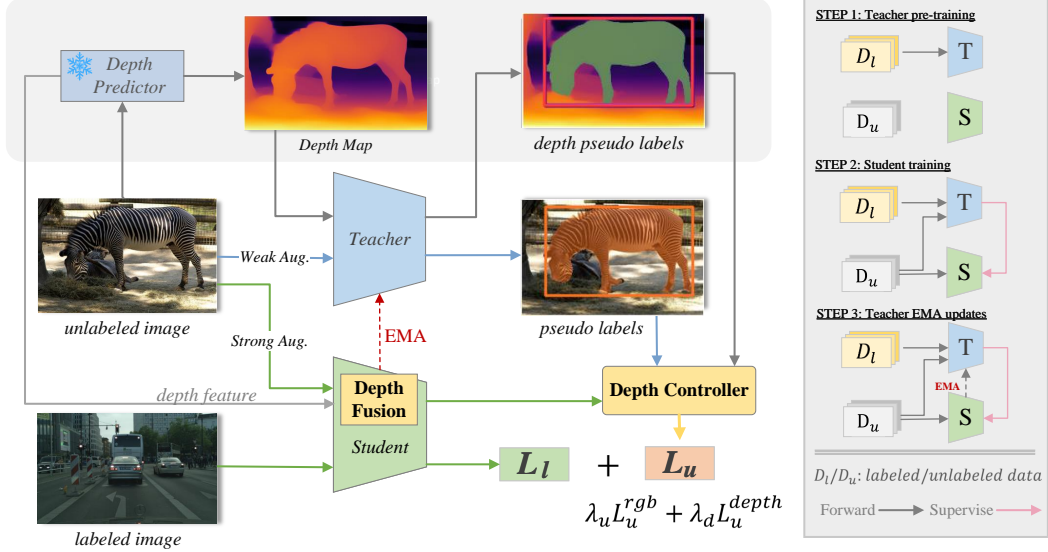 Depth
Predictor
Depth Map
depth pseudo labels
Teacher
Weak Aug.
unlabeled image
pseudo labels
Strong Aug.
EMA
Depth
Fusion
Depth Controller
depth feature
Student
L_l + L_u
λ_u L_u^{rgb} + λ_d L_u^{depth}
labeled image
STEP 1: Teacher pre-training
D_l
T
D_u
S
STEP 2: Student training
D_l
T
D_u
S
STEP 3: Teacher EMA updates
D_l
T
EMA
D_u
S
D_l/D_u: labeled/unlabeled data
Forward
Supervise